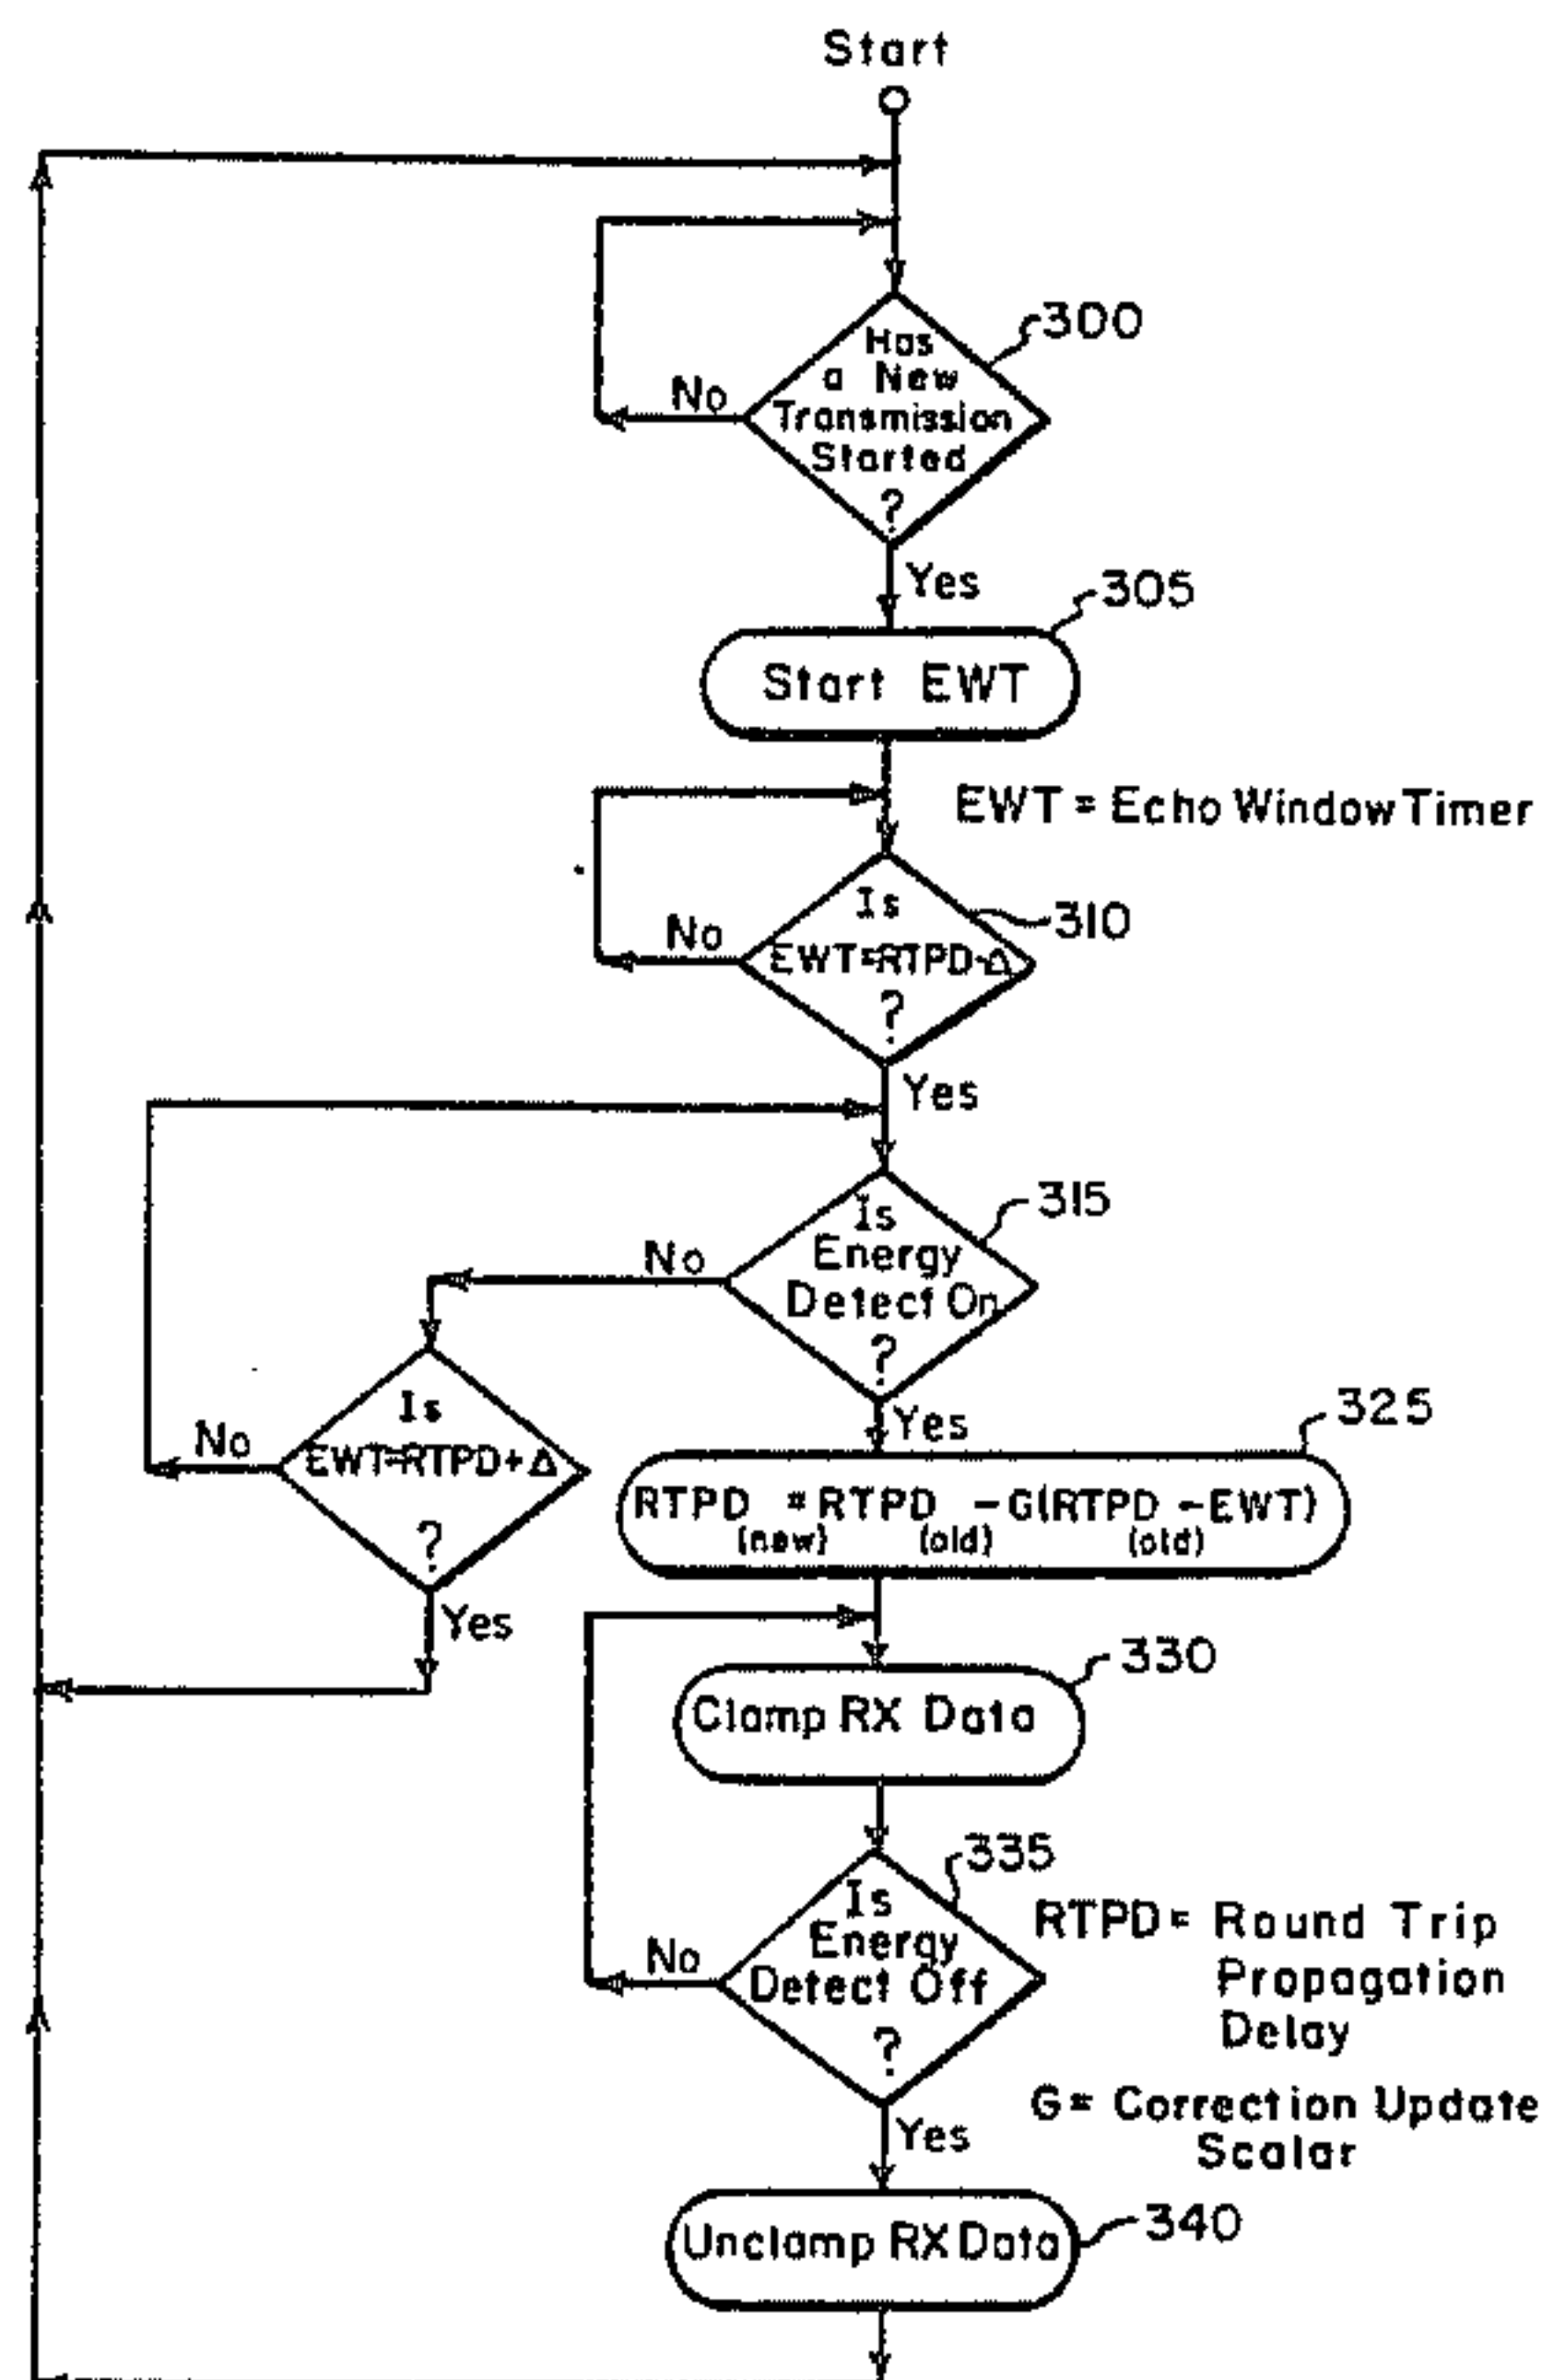 Start
300
Has
a New
Transmission
Started
?
No
Yes
305
Start EWT
EWT = Echo Window Timer
310
Is
EWT=RTPD-Δ
?
No
Yes
315
Is
Energy
Detect On
?
No
Yes
Is
EWT=RTPD+Δ
?
No
Yes
325
RTPD = RTPD - G(RTPD - EWT)
(new) (old) (old)
330
Clamp RX Data
335
Is
Energy
Detect Off
?
No
Yes
RTPD = Round Trip
Propagation
Delay
G = Correction Update
Scalar
340
Unclamp RX Data